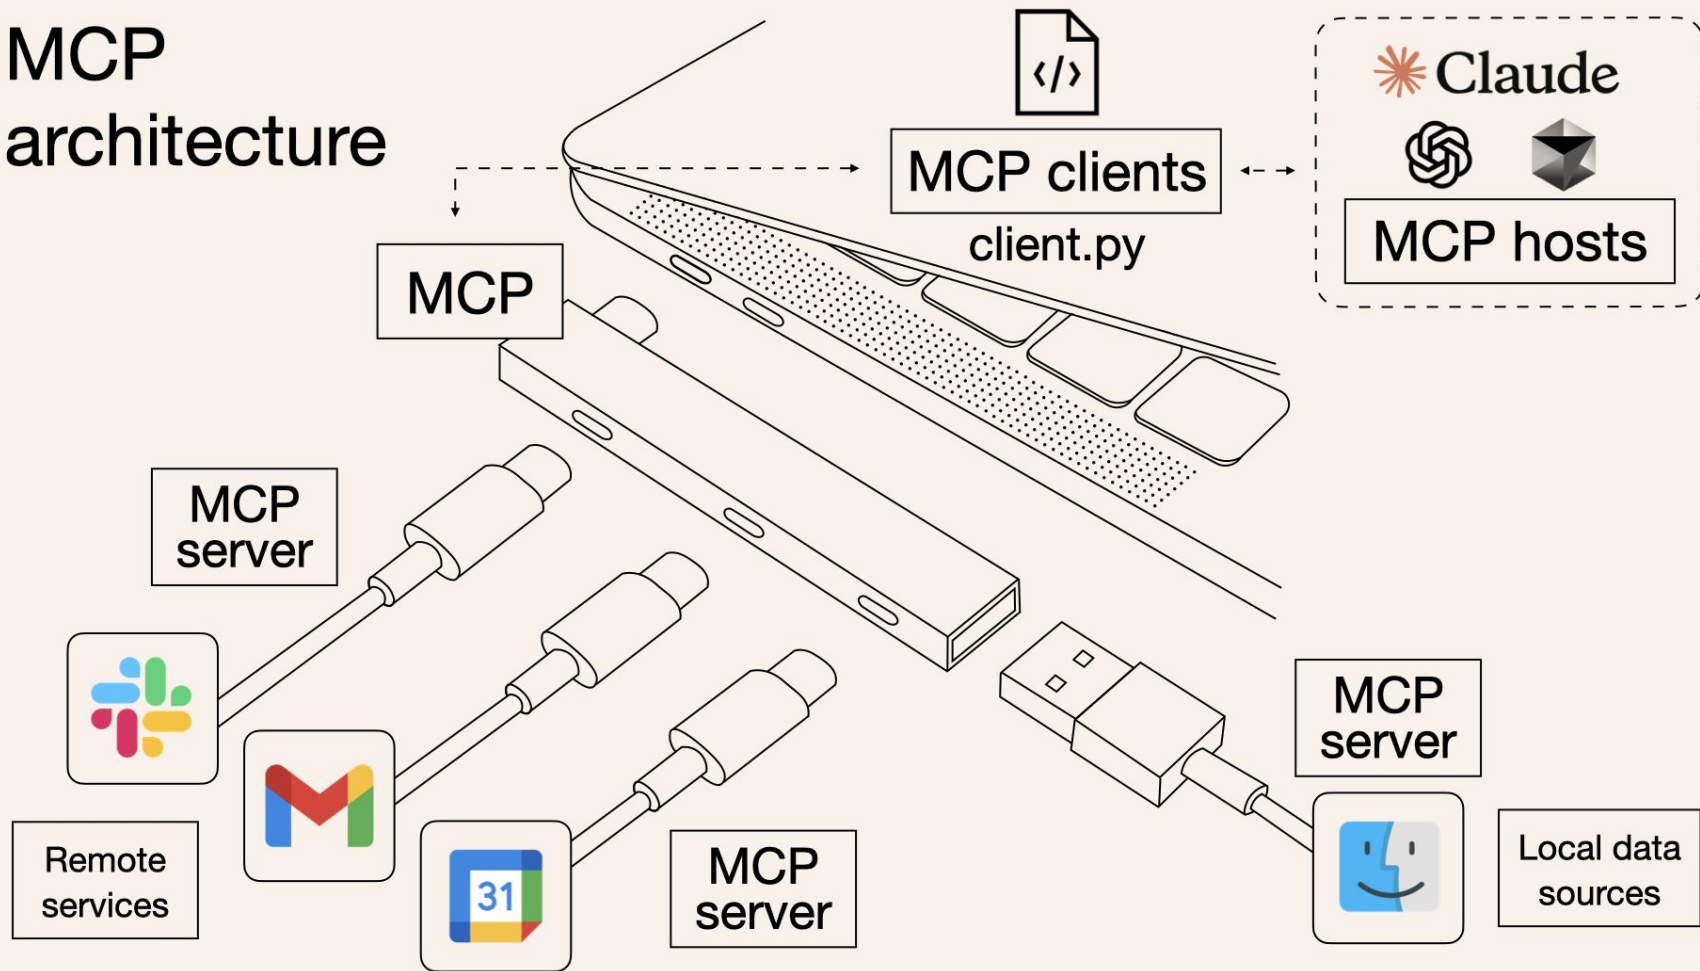 MCP
architecture
</>
MCP clients
client.py
Claude
MCP hosts
MCP
MCP
server
MCP
server
MCP
server
31
Remote
services
Local data
sources